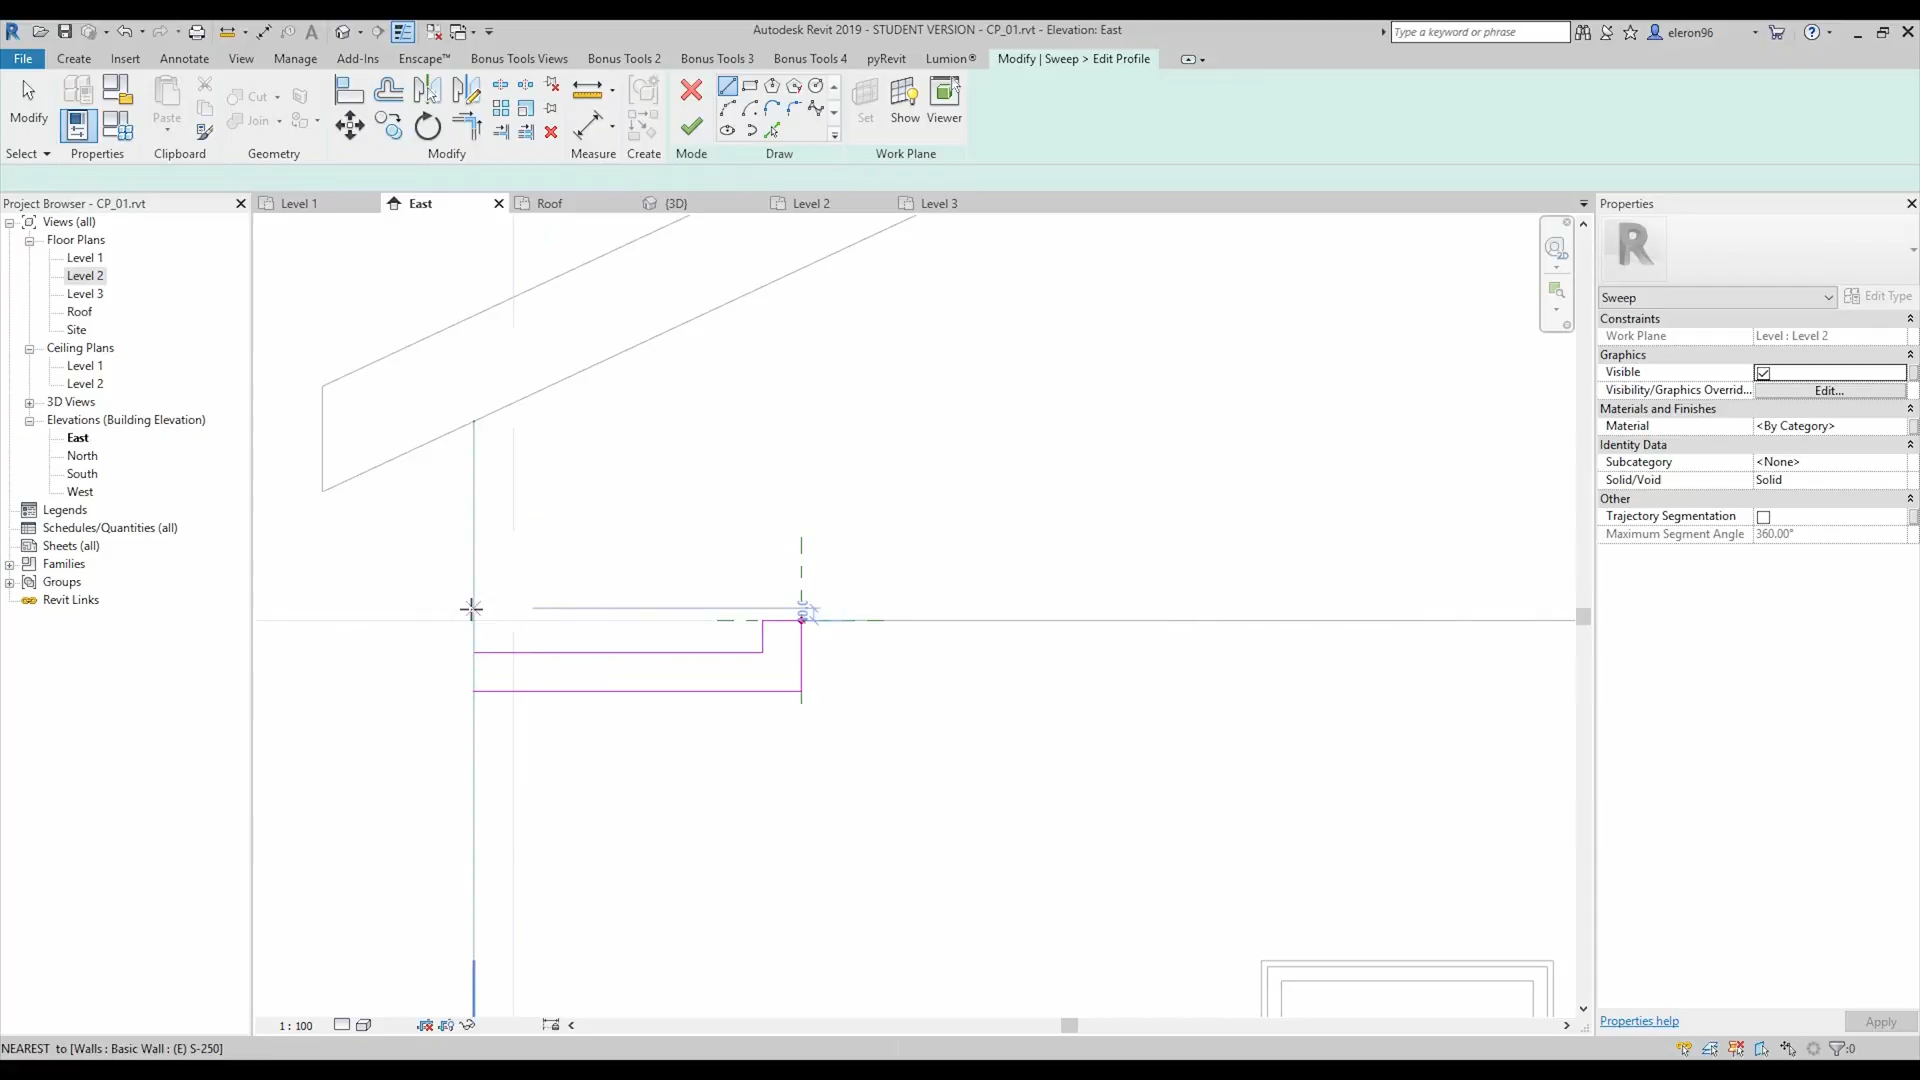 Autodesk Revit 2019 - STUDENT VERSION - CP_01.rvt - Elevation: East
Type a keyword or phrase
eleron96
File
Create
Insert
Annotate
View
Manage
Add-Ins
Enscape™
Bonus Tools Views
Bonus Tools 2
Bonus Tools 3
Bonus Tools 4
pyRevit
Lumion®
Modify | Sweep > Edit Profile
Modify
Paste
Cut
Join
Set
Show
Viewer
Select
Properties
Clipboard
Geometry
Modify
Measure
Create
Mode
Draw
Work Plane
Project Browser - CP_01.rvt
Level 1
East
Roof
{3D}
Level 2
Level 3
Properties
Views (all)
Floor Plans
Level 1
Level 2
Level 3
Roof
Site
Ceiling Plans
Level 1
Level 2
3D Views
Elevations (Building Elevation)
East
North
South
West
Legends
Schedules/Quantities (all)
Sheets (all)
Families
Groups
Revit Links
2D
Sweep
Edit Type
Constraints
Work Plane
Level : Level 2
Graphics
Visible
Visibility/Graphics Overrid...
Edit...
Materials and Finishes
Material
<By Category>
Identity Data
Subcategory
<None>
Solid/Void
Solid
Other
Trajectory Segmentation
Maximum Segment Angle
360.00°
1 : 100
Properties help
Apply
NEAREST to [Walls : Basic Wall : (E) S-250]
:0